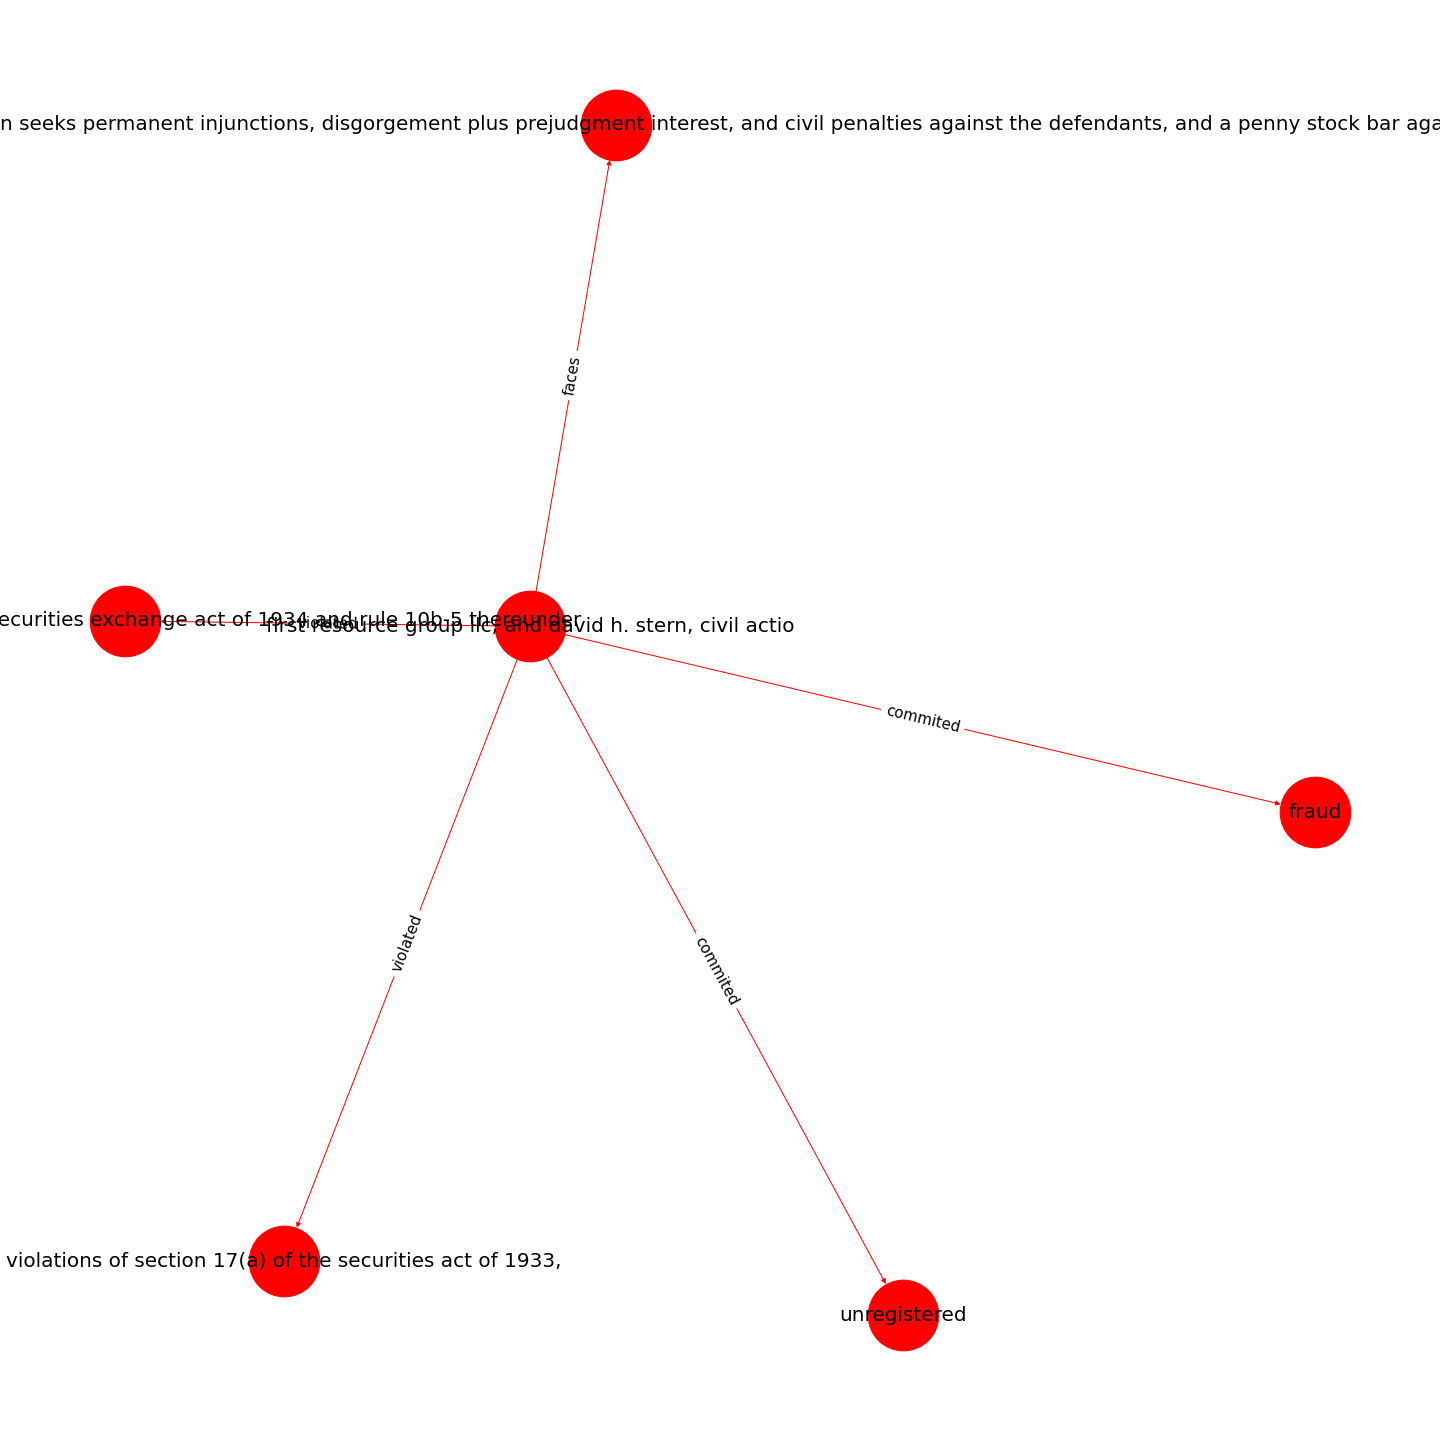 n seeks permanent injunctions, disgorgement plus prejudgment interest, and civil penalties against the defendants, and a penny stock bar aga
faces
ecurities exchange act of 1934 and rule 10b-5 thereunder
violated
first resource group llc, and david h. stern, civil actio
commited
fraud
violated
commited
violations of section 17(a) of the securities act of 1933,
unregistered